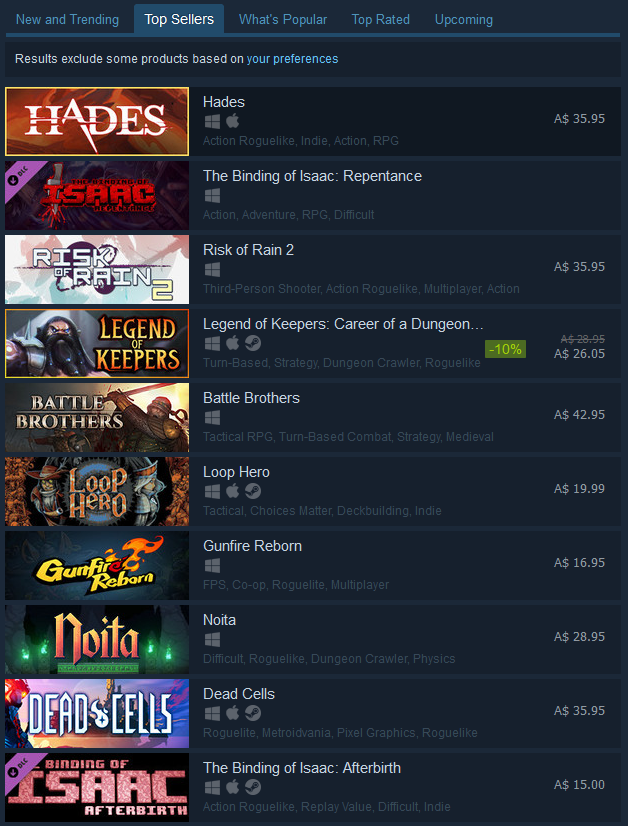 New and Trending Top Sellers What's Popular Top Rated Upcoming
Results exclude some products based on your preferences
HADES
Hades
A$ 35.95
Action Roguelike, Indie, Action, RPG
DLC
THE BINDING OF
ISAAC
REPENTANCE
The Binding of Isaac: Repentance
Action, Adventure, RPG, Difficult
RISK
OF RAIN 2
Risk of Rain 2
A$ 35.95
Third-Person Shooter, Action Roguelike, Multiplayer, Action
LEGEND
OF
KEEPERS
Legend of Keepers: Career of a Dungeon...
-10%
A$ 28.95
A$ 26.05
Turn-Based, Strategy, Dungeon Crawler, Roguelike
BATTLE
BROTHERS
Battle Brothers
A$ 42.95
Tactical RPG, Turn-Based Combat, Strategy, Medieval
LOOP
HERO
Loop Hero
A$ 19.99
Tactical, Choices Matter, Deckbuilding, Indie
Gunfire
Reborn
Gunfire Reborn
A$ 16.95
FPS, Co-op, Roguelite, Multiplayer
Noita
Noita
A$ 28.95
Difficult, Roguelike, Dungeon Crawler, Physics
DEAD CELLS
Dead Cells
A$ 35.95
Roguelite, Metroidvania, Pixel Graphics, Roguelike
DLC
BINDING OF
ISAAC
AFTERBIRTH
The Binding of Isaac: Afterbirth
A$ 15.00
Action Roguelike, Replay Value, Difficult, Indie